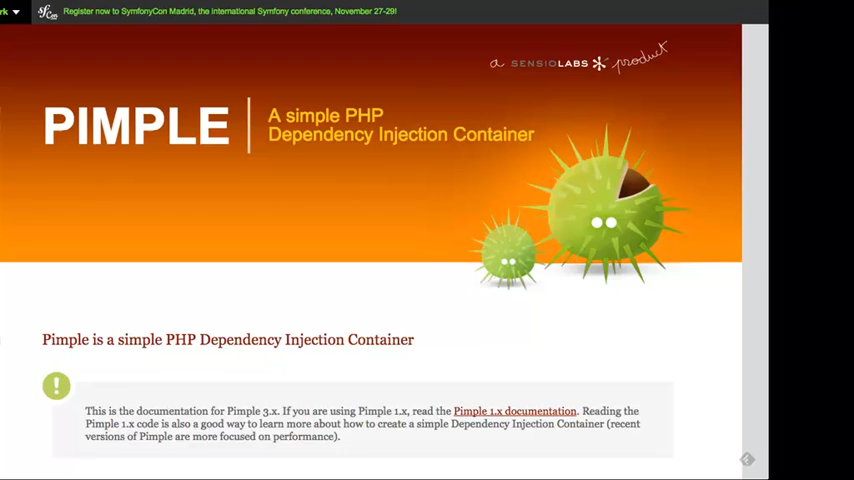 rk
sf Con Register now to SymfonyCon Madrid, the international Symfony conference, November 27-29!
a SENSIOLABS product
PIMPLE
A simple PHP
Dependency Injection Container
Pimple is a simple PHP Dependency Injection Container
!
This is the documentation for Pimple 3.x. If you are using Pimple 1.x, read the Pimple 1.x documentation. Reading the
Pimple 1.x code is also a good way to learn more about how to create a simple Dependency Injection Container (recent
versions of Pimple are more focused on performance).